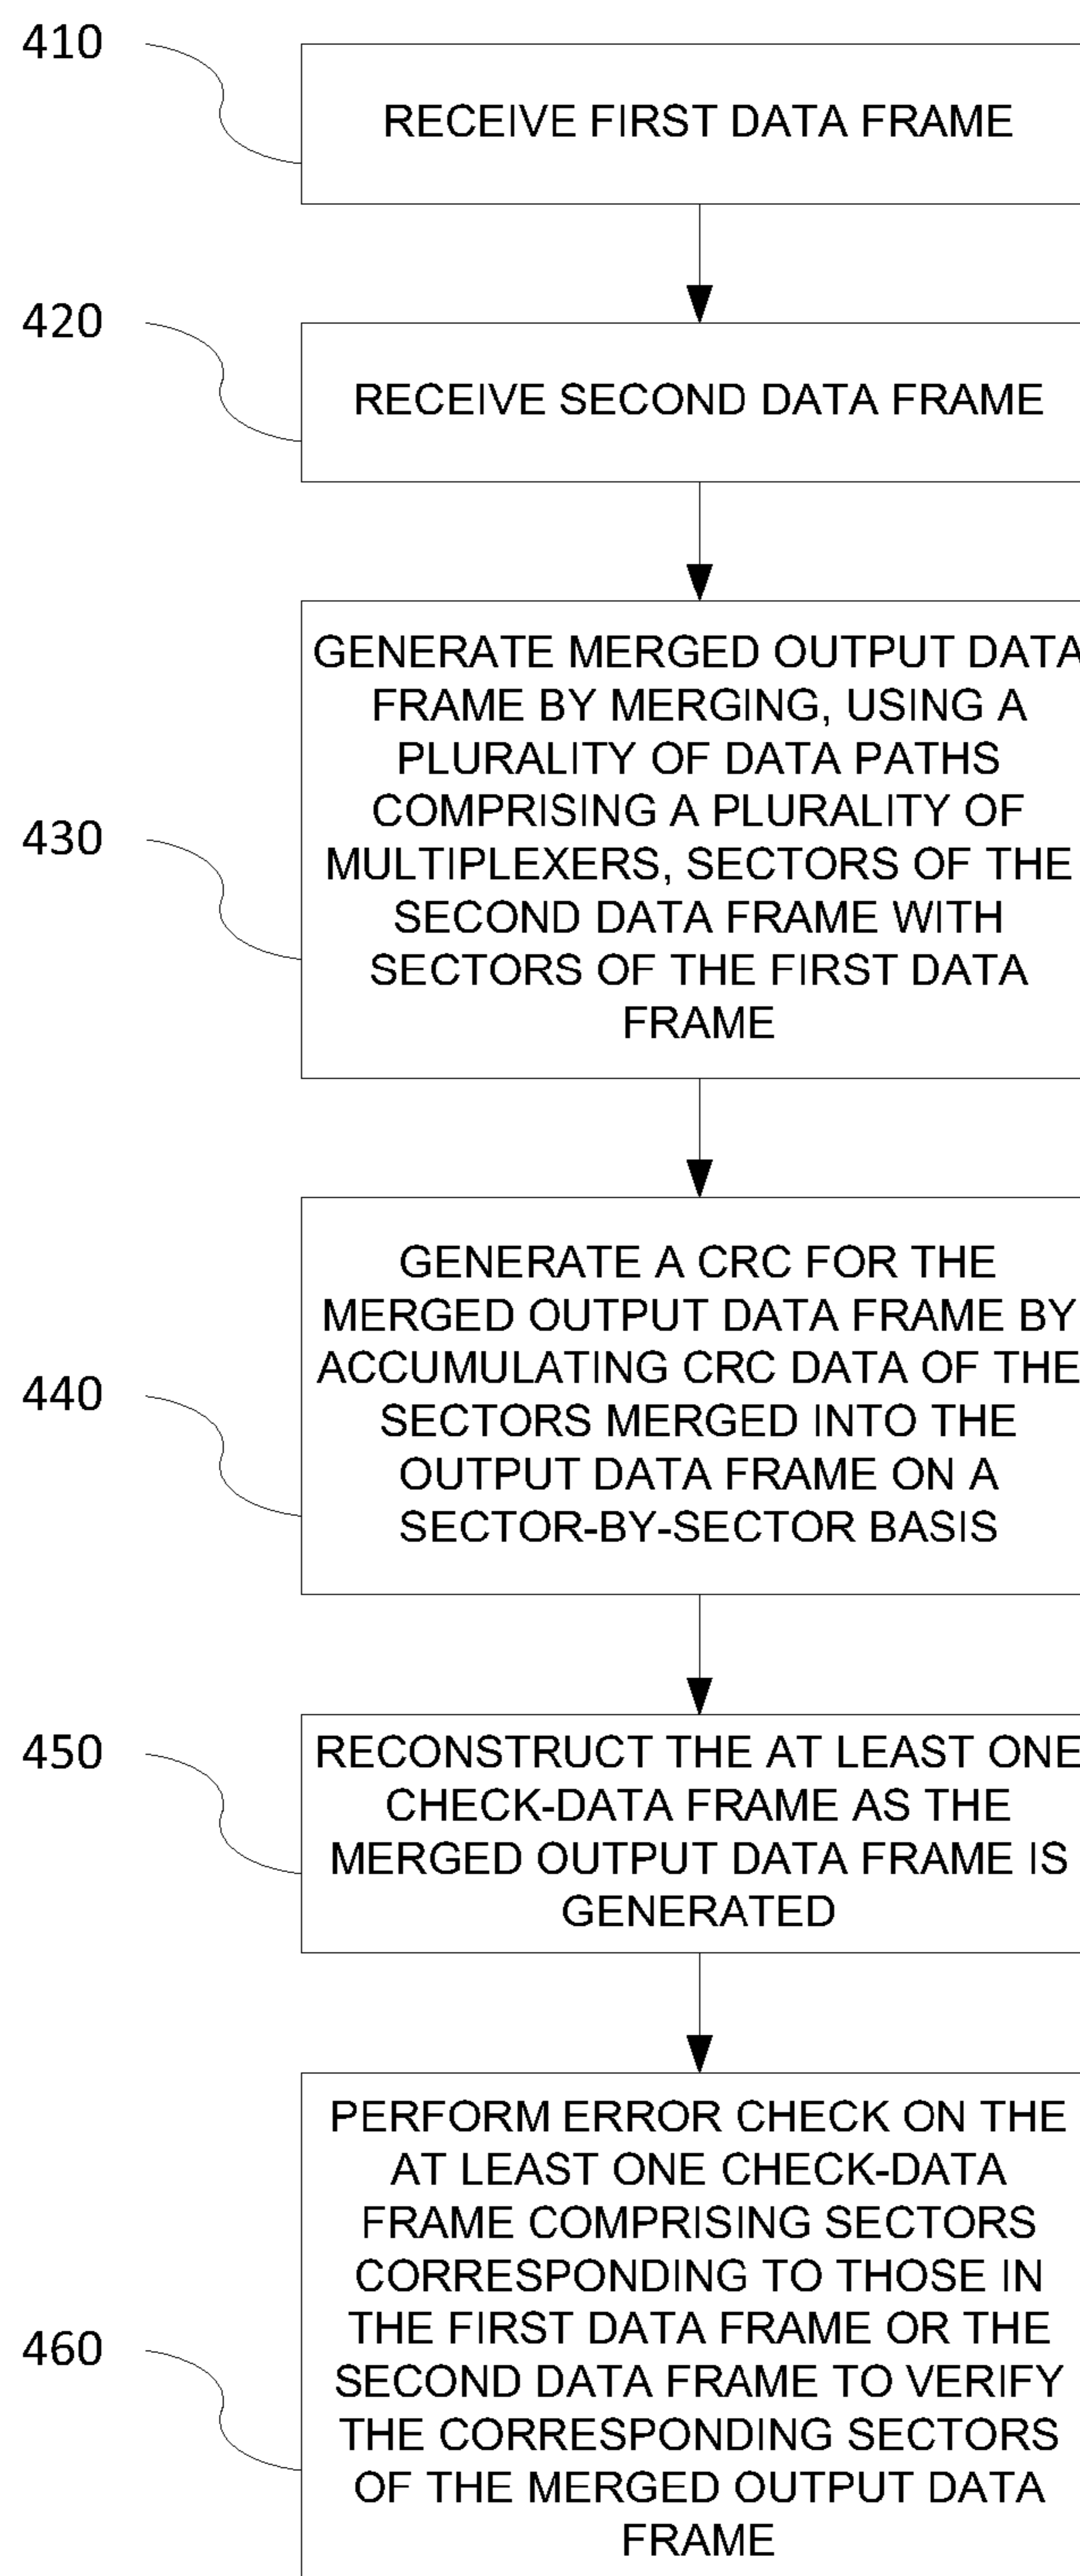 410
RECEIVE FIRST DATA FRAME
420
RECEIVE SECOND DATA FRAME
430
GENERATE MERGED OUTPUT DATA
FRAME BY MERGING, USING A
PLURALITY OF DATA PATHS
COMPRISING A PLURALITY OF
MULTIPLEXERS, SECTORS OF THE
SECOND DATA FRAME WITH
SECTORS OF THE FIRST DATA
FRAME
440
GENERATE A CRC FOR THE
MERGED OUTPUT DATA FRAME BY
ACCUMULATING CRC DATA OF THE
SECTORS MERGED INTO THE
OUTPUT DATA FRAME ON A
SECTOR-BY-SECTOR BASIS
450
RECONSTRUCT THE AT LEAST ONE
CHECK-DATA FRAME AS THE
MERGED OUTPUT DATA FRAME IS
GENERATED
460
PERFORM ERROR CHECK ON THE
AT LEAST ONE CHECK-DATA
FRAME COMPRISING SECTORS
CORRESPONDING TO THOSE IN
THE FIRST DATA FRAME OR THE
SECOND DATA FRAME TO VERIFY
THE CORRESPONDING SECTORS
OF THE MERGED OUTPUT DATA
FRAME